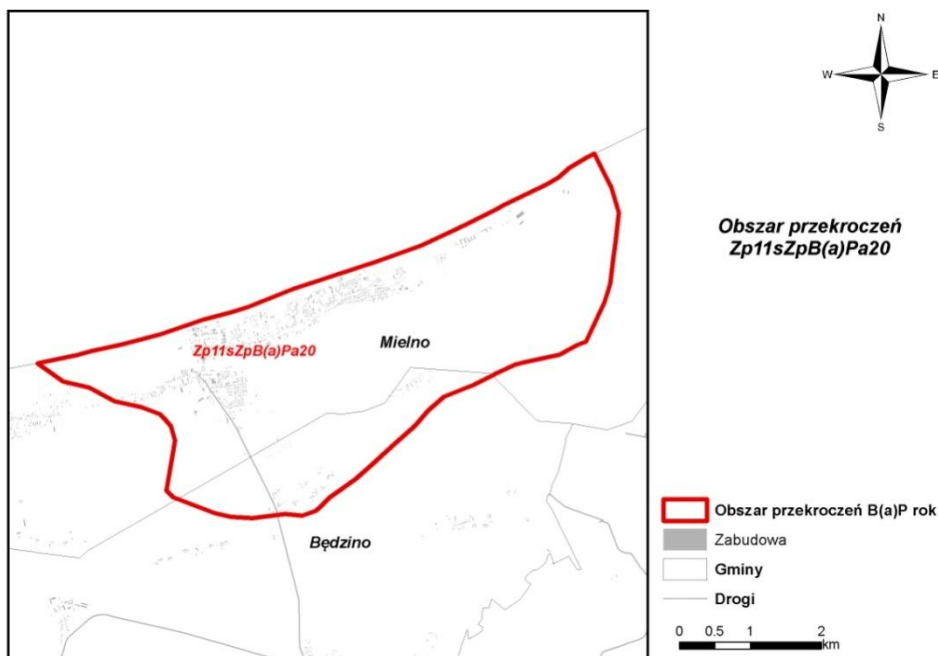 N
W E
S
Obszar przekroczeń
Zp11sZpB(a)Pa20
Zp11sZpB(a)Pa20
Mielno
Będzino
Obszar przekroczeń B(a)P rok
Zabudowa
Gminy
Drogi
0 0.5 1 2
km